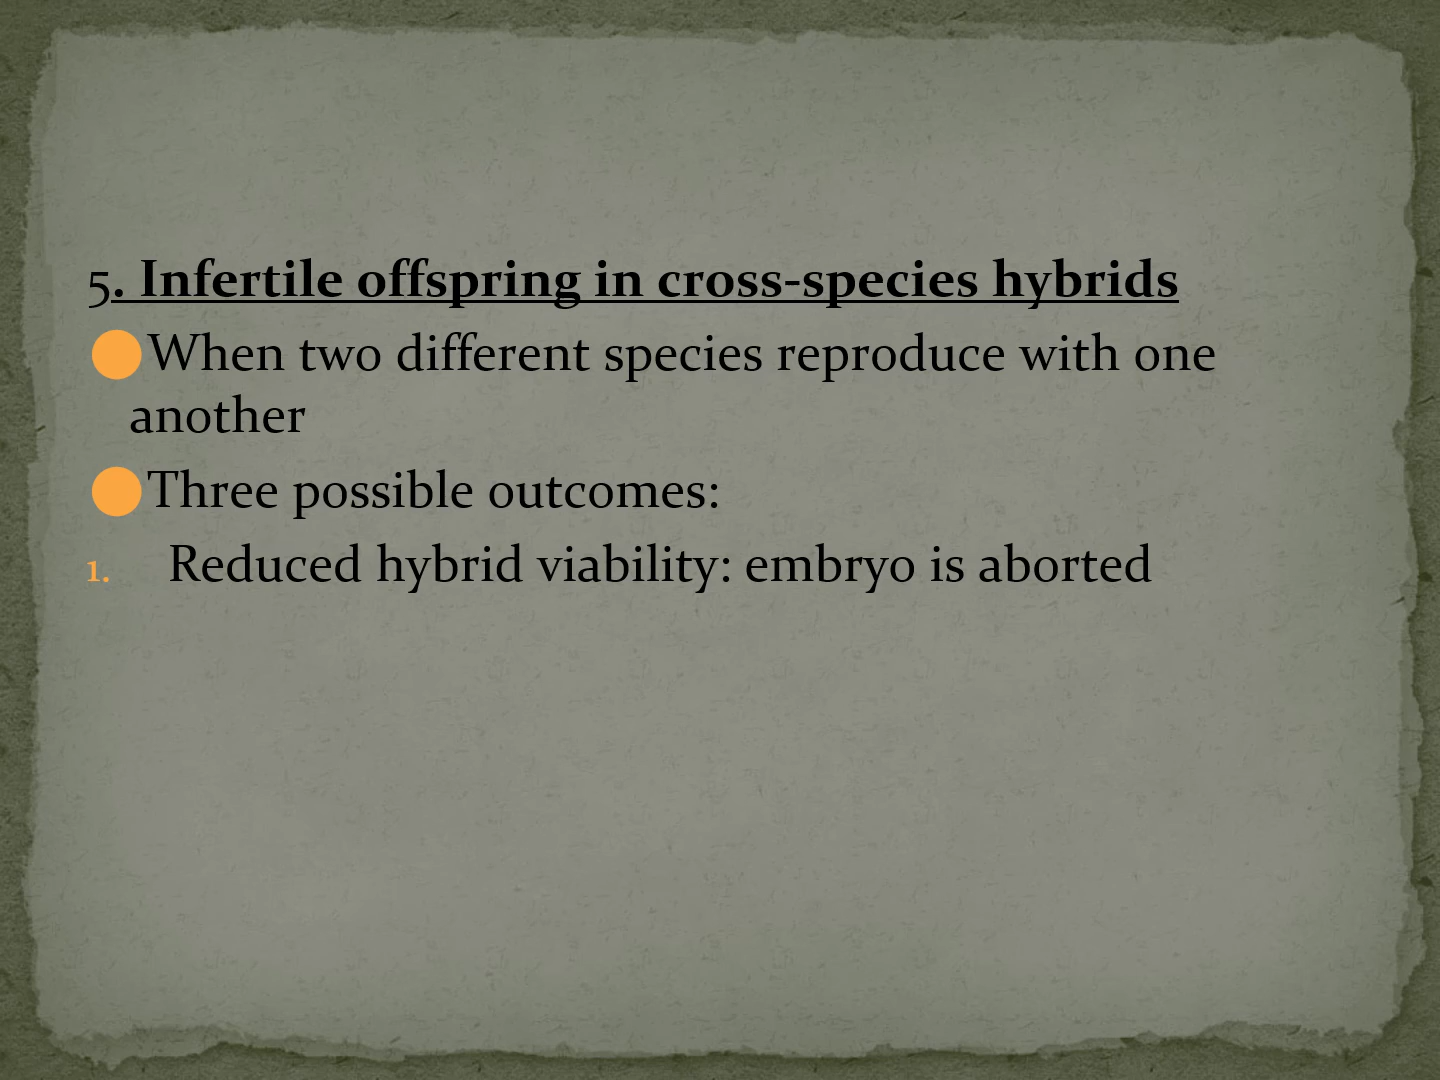 5. Infertile offspring in cross-species hybrids
When two different species reproduce with one
another
Three possible outcomes:
1. Reduced hybrid viability: embryo is aborted